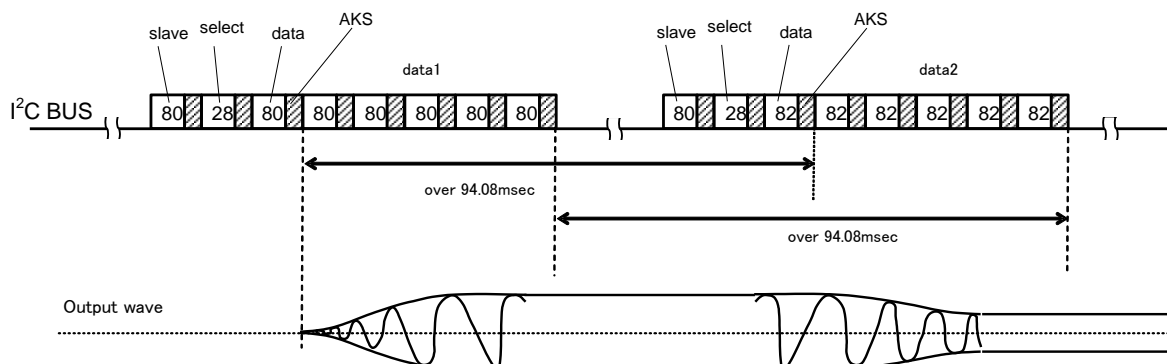 slave select data AKS
data1
slave select data AKS
data2
I²C BUS
80 28 80 80 80 80 80 80
80 28 82 82 82 82 82 82
over 94.08msec
over 94.08msec
Output wave